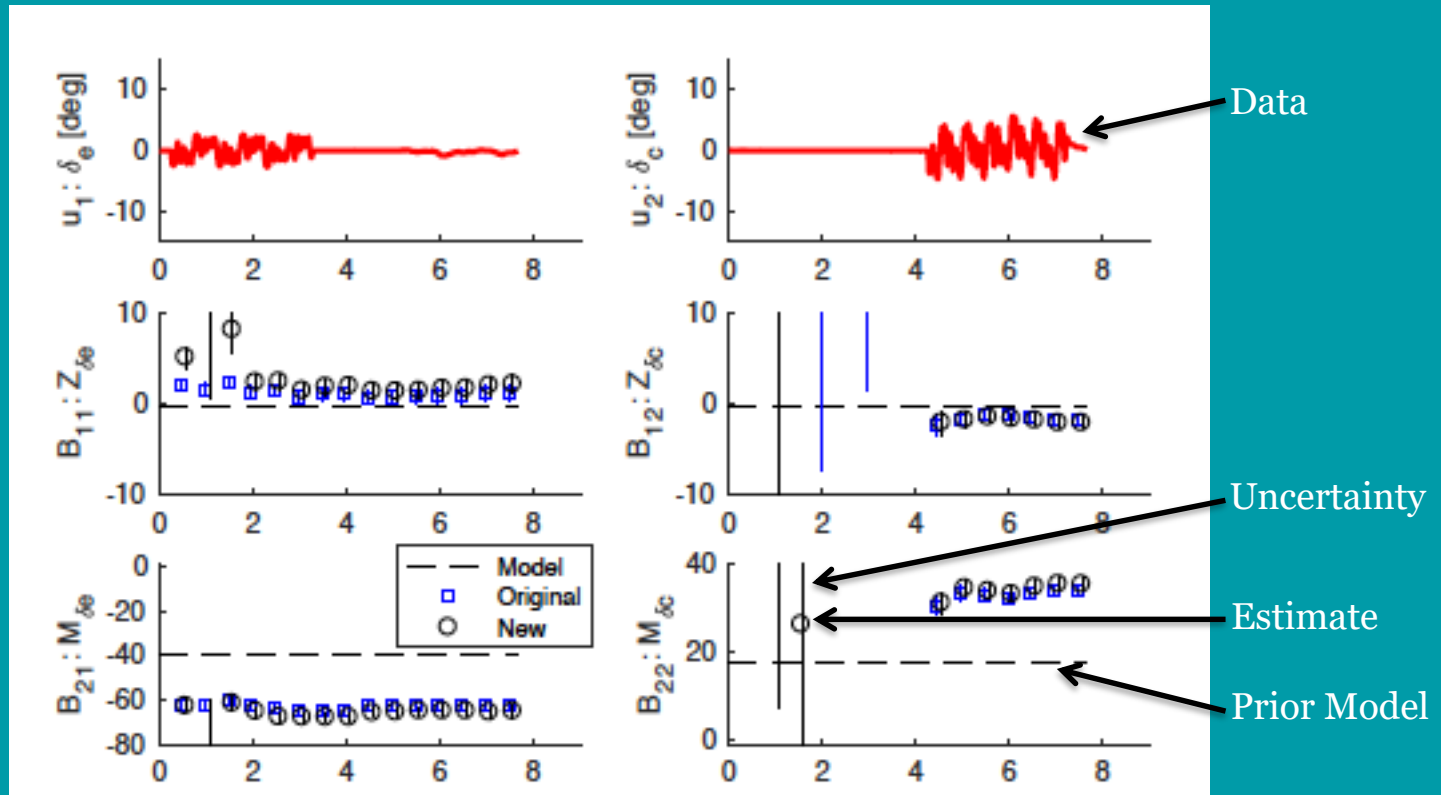 u1 : δe [deg]
10
0
-10
0 2 4 6 8
u2 : δc [deg]
10
0
-10
0 2 4 6 8
Data
B11 : Zδe
10
0
-10
0 2 4 6 8
B12 : Zδc
10
0
-10
0 2 4 6 8
Uncertainty
B21 : Mδe
0
-20
-40
-60
-80
0 2 4 6 8
Model
Original
New
B22 : Mδc
40
20
0
0 2 4 6 8
Estimate
Prior Model